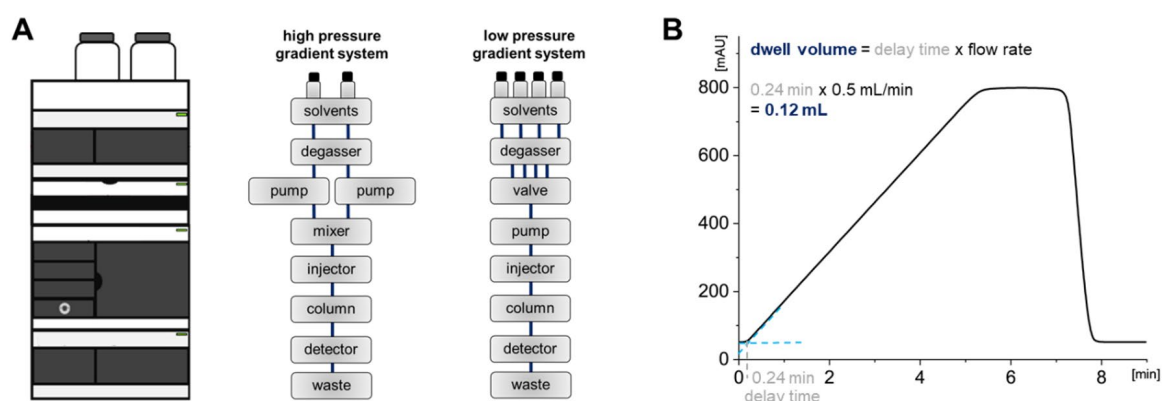 A
high pressure
gradient system
solvents
degasser
pump
pump
mixer
injector
column
detector
waste
low pressure
gradient system
solvents
degasser
valve
pump
injector
column
detector
waste
B
[mAU]
dwell volume = delay time x flow rate
0.24 min x 0.5 mL/min
= 0.12 mL
800
600
400
200
0
0
2
4
6
8
[min]
0.24 min
delay time